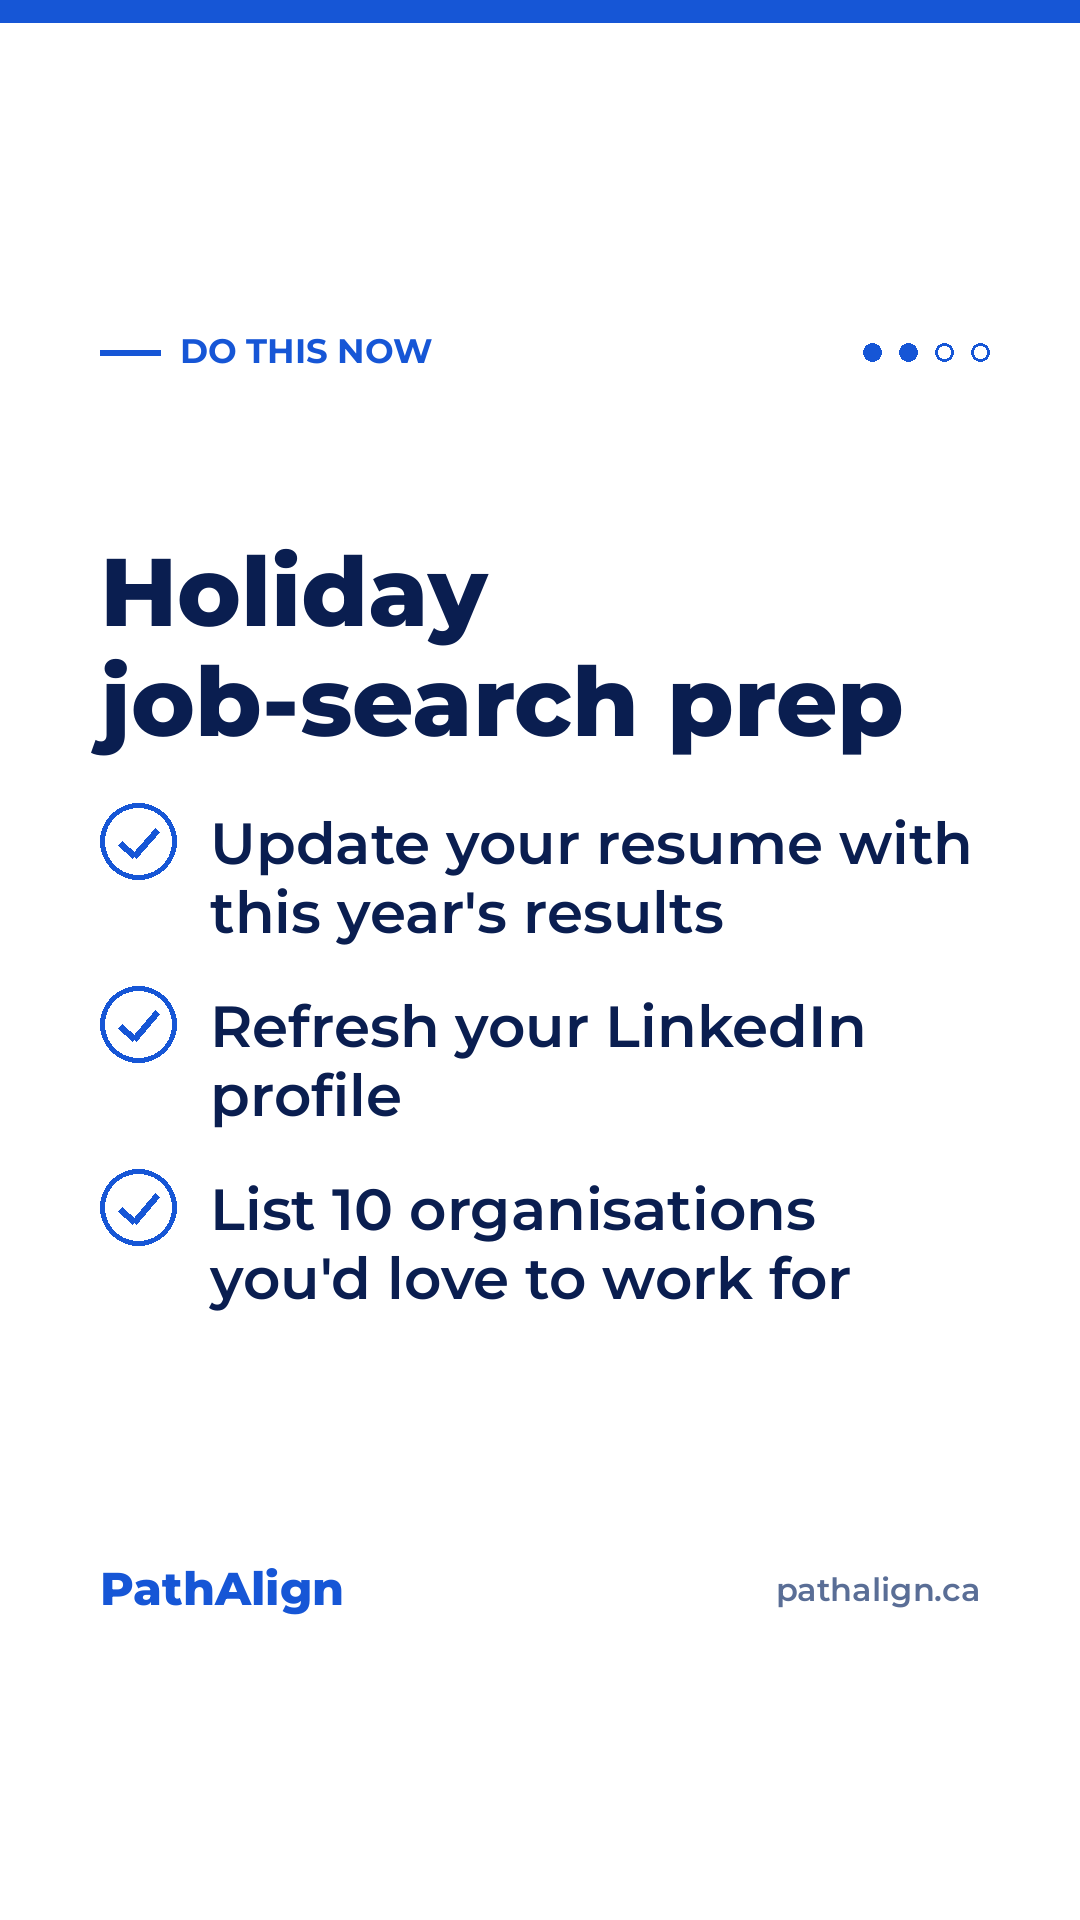 DO THIS NOW
Holiday
job-search prep
Update your resume with
this year's results
Refresh your LinkedIn
profile
List 10 organisations
you'd love to work for
PathAlign
pathalign.ca